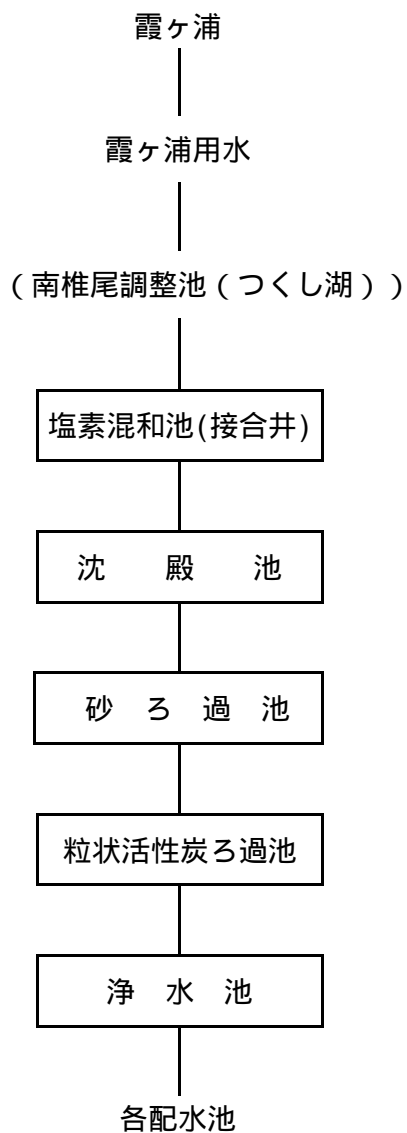 霞ヶ浦
霞ヶ浦用水
(南椎尾調整池(つくし湖))
塩素混和池(接合井)
沈 殿 池
砂 ろ 過 池
粒状活性炭ろ過池
浄 水 池
各配水池